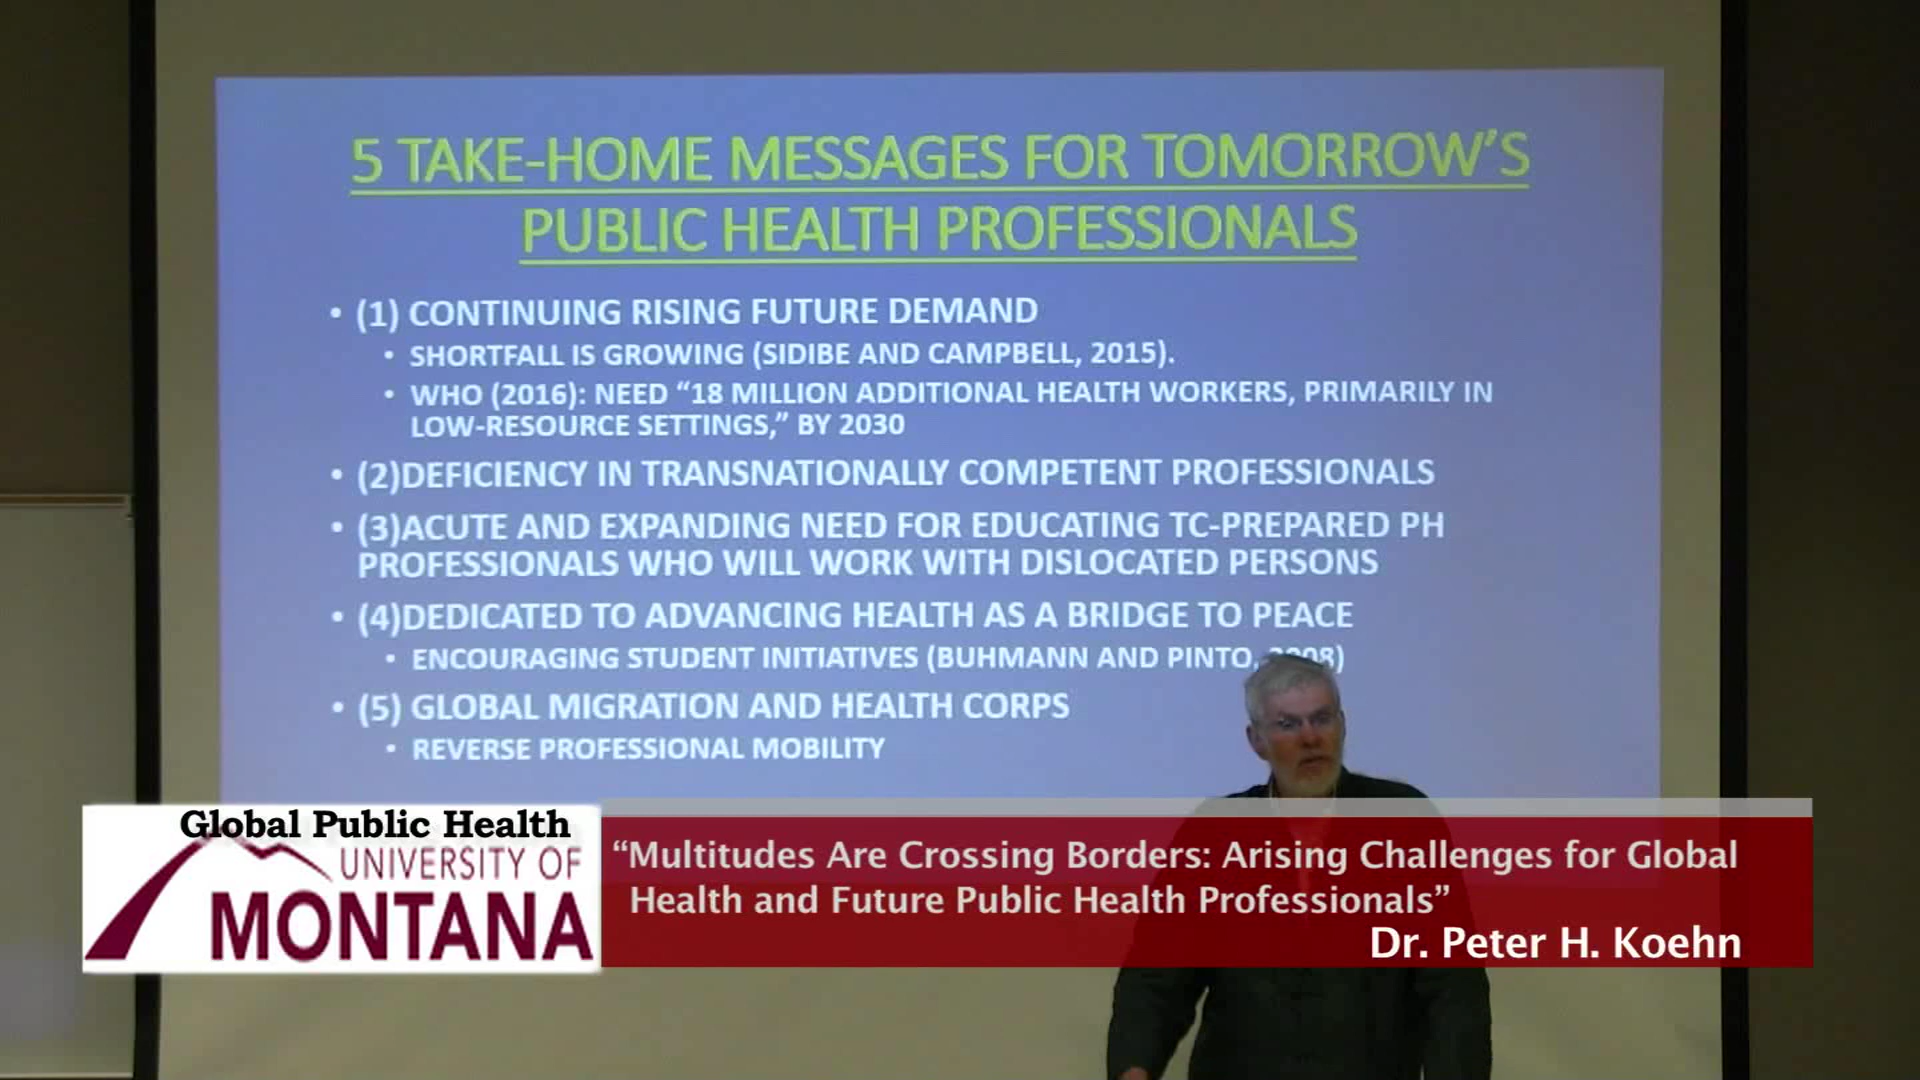 5 TAKE-HOME MESSAGES FOR TOMORROW'S
PUBLIC HEALTH PROFESSIONALS
• (1) CONTINUING RISING FUTURE DEMAND
• SHORTFALL IS GROWING (SIDIBE AND CAMPBELL, 2015).
• WHO (2016): NEED “18 MILLION ADDITIONAL HEALTH WORKERS, PRIMARILY IN
LOW-RESOURCE SETTINGS,” BY 2030
• (2)DEFICIENCY IN TRANSNATIONALLY COMPETENT PROFESSIONALS
• (3)ACUTE AND EXPANDING NEED FOR EDUCATING TC-PREPARED PH
PROFESSIONALS WHO WILL WORK WITH DISLOCATED PERSONS
• (4)DEDICATED TO ADVANCING HEALTH AS A BRIDGE TO PEACE
• ENCOURAGING STUDENT INITIATIVES (BUHMANN AND PINTO,
• (5) GLOBAL MIGRATION AND HEALTH CORPS
• REVERSE PROFESSIONAL MOBILITY
Global Public Health
UNIVERSITY OF
MONTANA
“Multitudes Are Crossing Borders: Arising Challenges for Global
Health and Future Public Health Professionals”
Dr. Peter H. Koehn